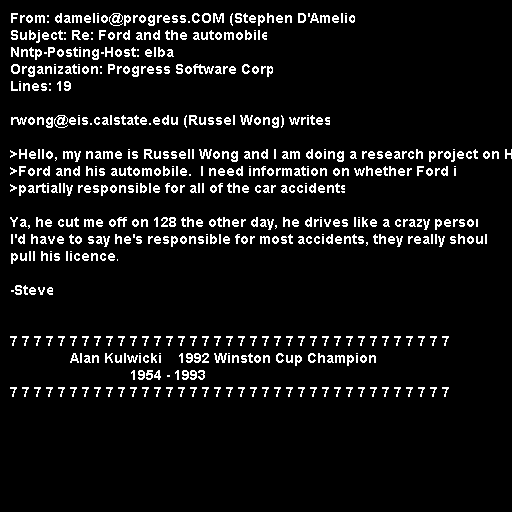 From: damelio@progress.COM (Stephen D'Amelio
Subject: Re: Ford and the automobile
Nntp-Posting-Host: elba
Organization: Progress Software Corp
Lines: 19
rwong@eis.calstate.edu (Russel Wong) writes
>Hello, my name is Russell Wong and I am doing a research project on H
>Ford and his automobile.  I need information on whether Ford i
>partially responsible for all of the car accidents
Ya, he cut me off on 128 the other day, he drives like a crazy person
I'd have to say he's responsible for most accidents, they really shoul
pull his licence.
-Steve
7 7 7 7 7 7 7 7 7 7 7 7 7 7 7 7 7 7 7 7 7 7 7 7 7 7 7 7 7 7 7 7 7 7 7 7 7
Alan Kulwicki    1992 Winston Cup Champion
1954 - 1993
7 7 7 7 7 7 7 7 7 7 7 7 7 7 7 7 7 7 7 7 7 7 7 7 7 7 7 7 7 7 7 7 7 7 7 7 7